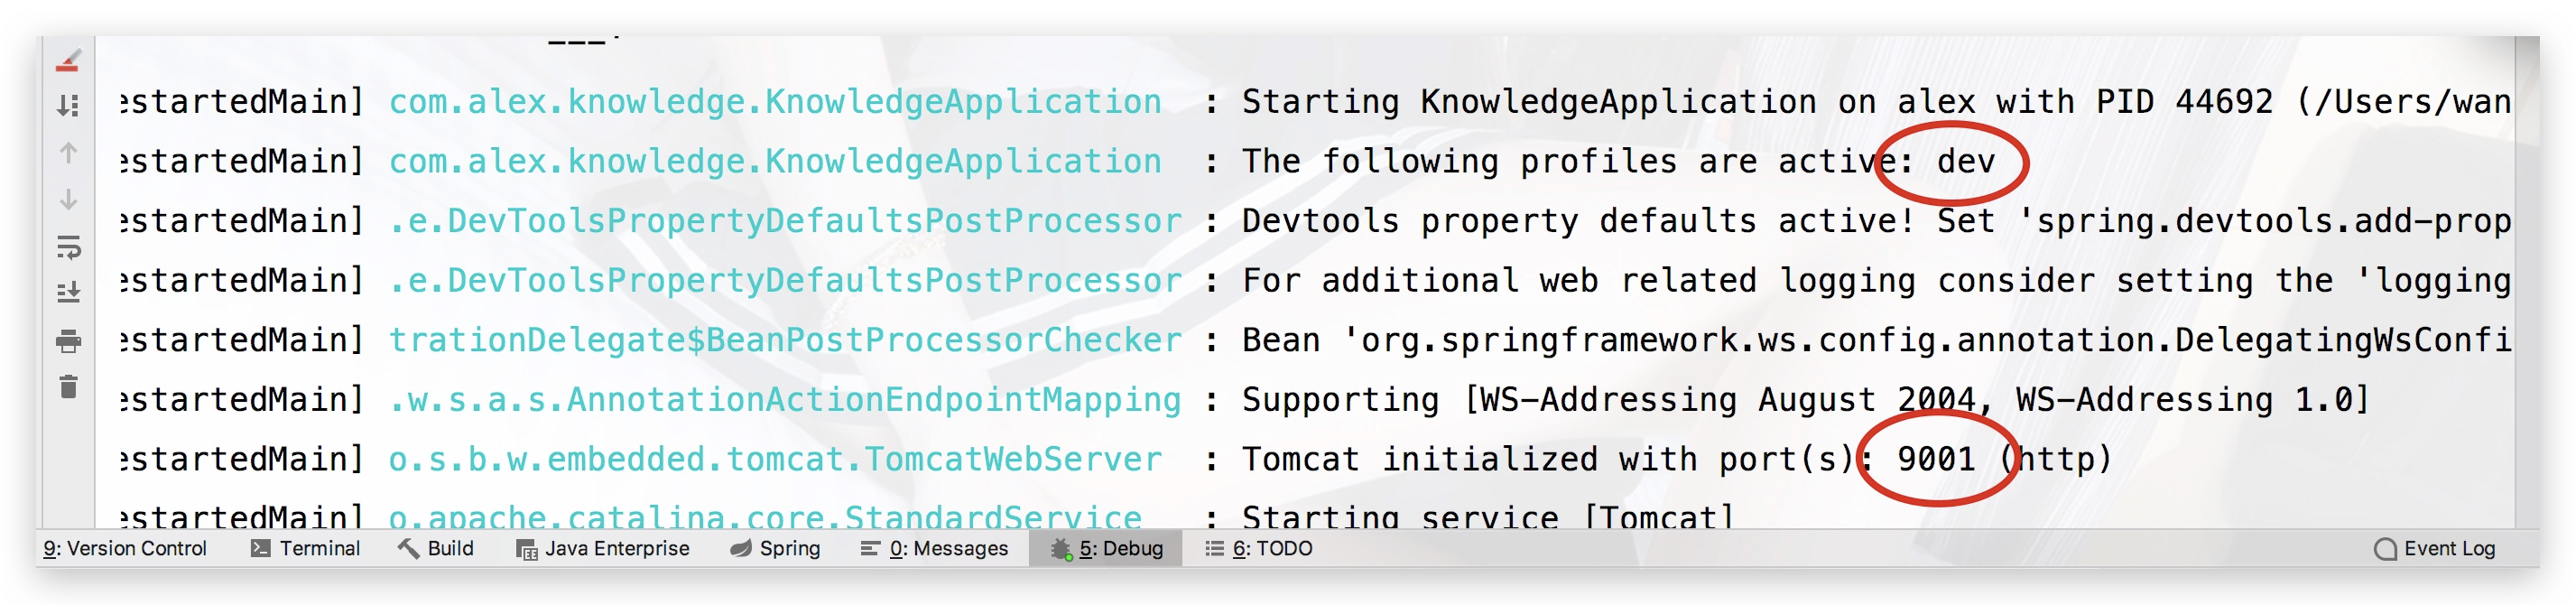 estartedMain] com.alex.knowledge.KnowledgeApplication : Starting KnowledgeApplication on alex with PID 44692 (/Users/wan
estartedMain] com.alex.knowledge.KnowledgeApplication : The following profiles are active: dev
estartedMain] .e.DevToolsPropertyDefaultsPostProcessor : Devtools property defaults active! Set 'spring.devtools.add-prop
estartedMain] .e.DevToolsPropertyDefaultsPostProcessor : For additional web related logging consider setting the 'logging
estartedMain] trationDelegate$BeanPostProcessorChecker : Bean 'org.springframework.ws.config.annotation.DelegatingWsConfi
estartedMain] .w.s.a.s.AnnotationActionEndpointMapping : Supporting [WS-Addressing August 2004, WS-Addressing 1.0]
estartedMain] o.s.b.w.embedded.tomcat.TomcatWebServer : Tomcat initialized with port(s): 9001 (http)
estartedMain] o.apache.catalina.core.StandardService : Starting service [Tomcat]
9: Version Control Terminal Build Java Enterprise Spring 0: Messages 5: Debug 6: TODO Event Log